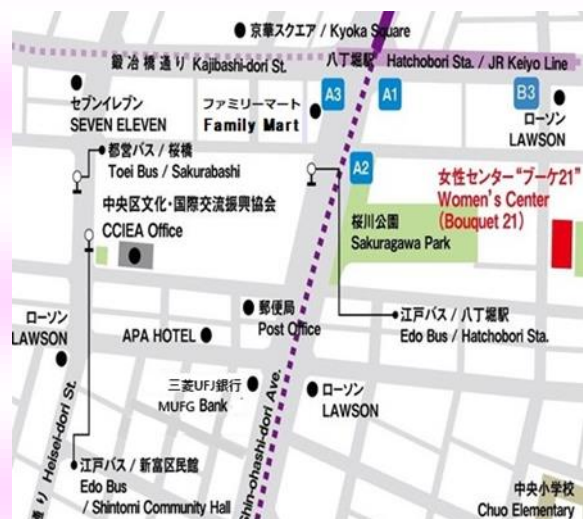 京華スクエア / Kyoka Square
鍛冶橋通り Kajibashi-dori St.
八丁堀駅 Hatchobori Sta. / JR Keiyo Line
セブンイレブン
SEVEN ELEVEN
ファミリーマート
Family Mart
A3
A1
B3
ローソン
LAWSON
都営バス / 桜橋
Toei Bus / Sakurabashi
A2
女性センター"ブーケ21"
Women's Center
(Bouquet 21)
中央区文化・国際交流振興協会
CCIEA Office
桜川公園
Sakuragawa Park
郵便局
Post Office
江戸バス / 八丁堀駅
Edo Bus / Hatchobori Sta.
ローソン
LAWSON
APA HOTEL
三菱UFJ銀行
MUFG Bank
ローソン
LAWSON
通り Heisei-dori St.
Shin-ohashi-dori Ave.
江戸バス / 新富区民館
Edo Bus
/ Shintomi Community Hall
中央小学校
Chuo Elementary